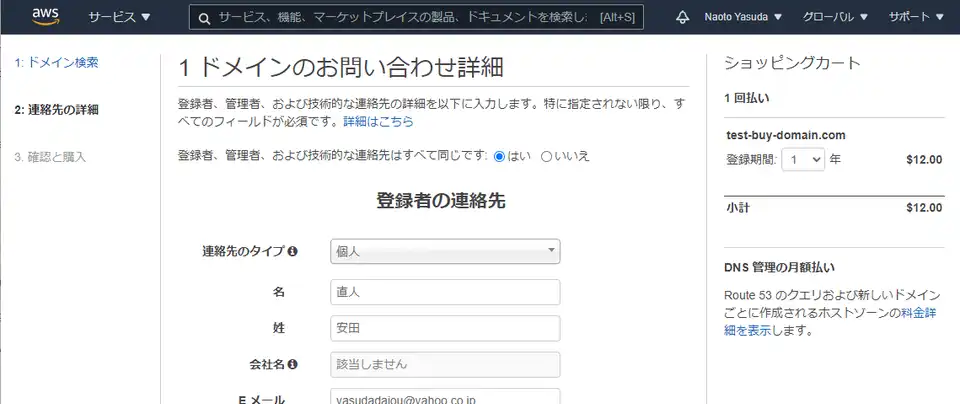 aws サービス サービス、機能、マーケットプレイスの製品、ドキュメントを検索しま [Alt+S] Naoto Yasuda グローバル サポート
1: ドメイン検索
2: 連絡先の詳細
3. 確認と購入
1 ドメインのお問い合わせ詳細
登録者、管理者、および技術的な連絡先の詳細を以下に入力します。特に指定されない限り、す
べてのフィールドが必須です。詳細はこちら
登録者、管理者、および技術的な連絡先はすべて同じです: はい いいえ
登録者の連絡先
連絡先のタイプ 個人
名 直人
姓 安田
会社名 該当しません
E メール yasudadaiou@yahoo.co.jp
ショッピングカート
1 回払い
test-buy-domain.com
登録期間: 1 年 $12.00
小計 $12.00
DNS 管理の月額払い
Route 53 のクエリおよび新しいドメイン
ごとに作成されるホストゾーンの料金詳
細を表示します。